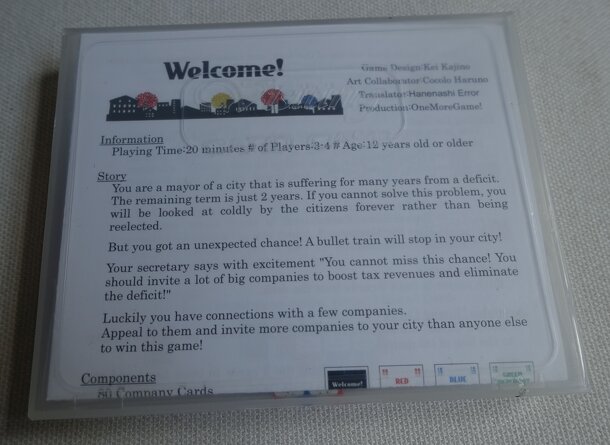 Welcome!
Game Design:Kei Kajino
Art Collaborator:Cocolo Haruno
Translator:Hanenashi Error
Production:OneMoreGame!
Information
Playing Time:20 minutes # of Players-3-4 # Age:12 years old or older
Story
You are a mayor of a city that is suffering for many years from a deficit.
The remaining term is just 2 years. If you cannot solve this problem, you
will be looked at coldly by the citizens forever rather than being
reelected.
But you got an unexpected chance! A bullet train will stop in your city!
Your secretary says with excitement "You cannot miss this chance! You
should invite a lot of big companies to boost tax revenues and eliminate
the deficit!"
Luckily you have connections with a few companies.
Appeal to them and invite more companies to your city than anyone else
to win this game!
Components
80 Company Cards
Welcome!
RED
BLUE
GREEN